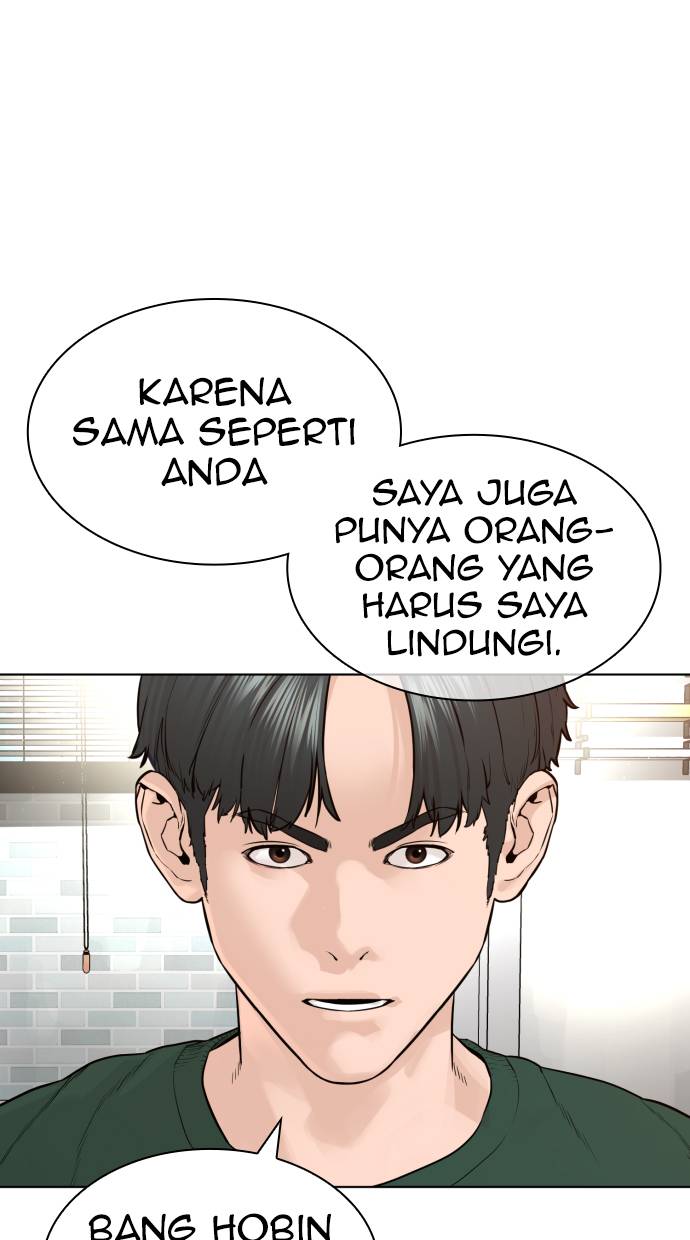 KARENA
SAMA SEPERTI
ANDA
SAYA JUGA
PUNYA ORANG-
ORANG YANG
HARUS SAYA
LINDUNGI.
BANG HOBIN